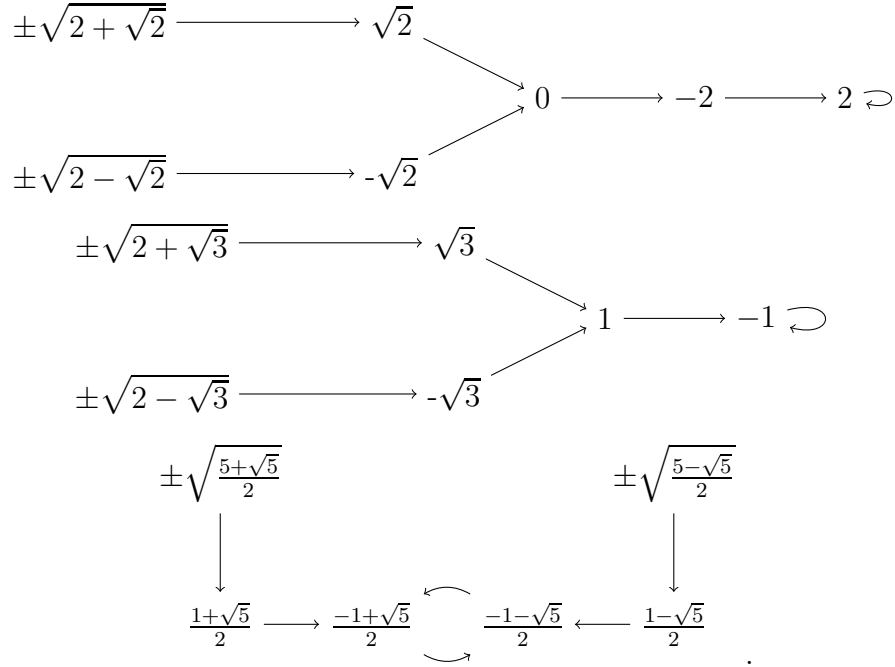 ±√(2 + √2) √2
0 −2 2
±√(2 − √2) -√2
±√(2 + √3) √3
1 −1
±√(2 − √3) -√3
±√((5+√5)/2) ±√((5−√5)/2)
(1+√5)/2 (−1+√5)/2 (−1−√5)/2 (1−√5)/2 .